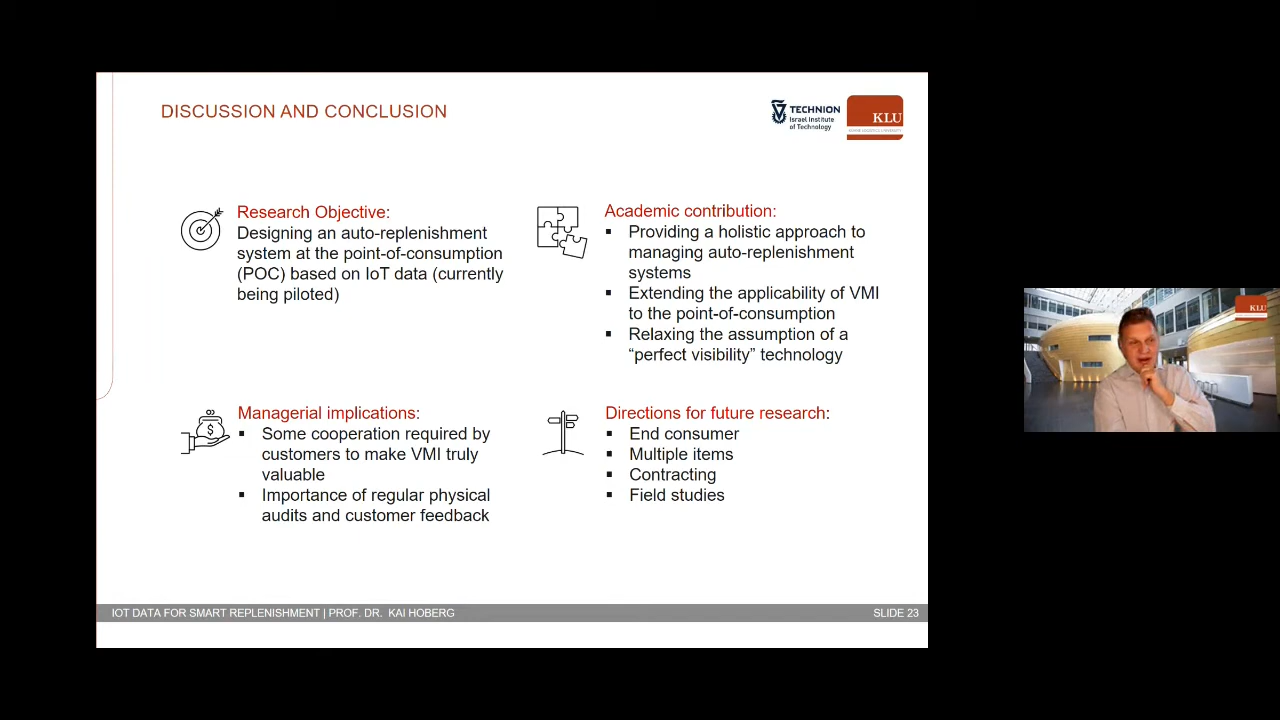 DISCUSSION AND CONCLUSION
TECHNION
Israel Institute
of Technology
KLU
Research Objective:
Designing an auto-replenishment
system at the point-of-consumption
(POC) based on IoT data (currently
being piloted)
Academic contribution:
▪ Providing a holistic approach to
managing auto-replenishment
systems
▪ Extending the applicability of VMI
to the point-of-consumption
▪ Relaxing the assumption of a
“perfect visibility” technology
Managerial implications:
▪ Some cooperation required by
customers to make VMI truly
valuable
▪ Importance of regular physical
audits and customer feedback
Directions for future research:
▪ End consumer
▪ Multiple items
▪ Contracting
▪ Field studies
IOT DATA FOR SMART REPLENISHMENT | PROF. DR. KAI HOBERG
SLIDE 23
KLU